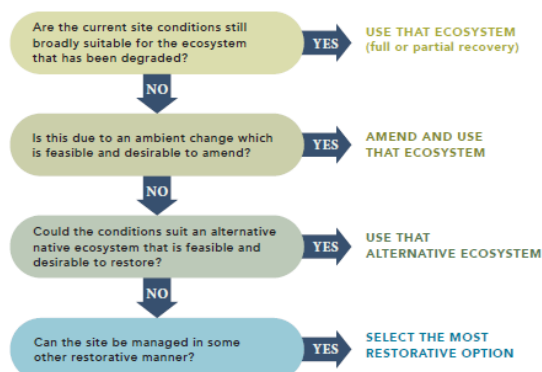 Are the current site conditions still
broadly suitable for the ecosystem
that has been degraded?
YES
USE THAT ECOSYSTEM
(full or partial recovery)
NO
Is this due to an ambient change which
is feasible and desirable to amend?
YES
AMEND AND USE
THAT ECOSYSTEM
NO
Could the conditions suit an alternative
native ecosystem that is feasible and
desirable to restore?
YES
USE THAT
ALTERNATIVE ECOSYSTEM
NO
Can the site be managed in some
other restorative manner?
YES
SELECT THE MOST
RESTORATIVE OPTION